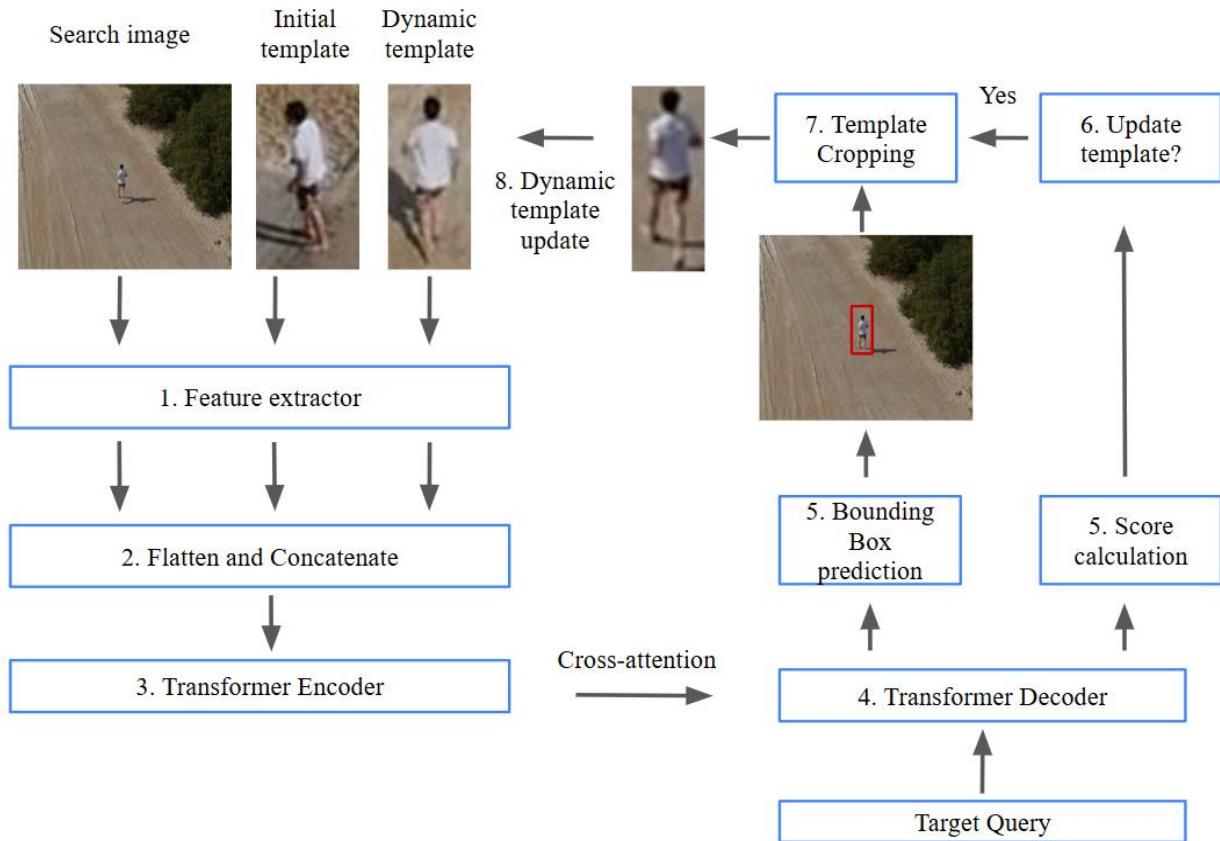 Search image
Initial
template
Dynamic
template
1. Feature extractor
2. Flatten and Concatenate
3. Transformer Encoder
Cross-attention
Target Query
4. Transformer Decoder
5. Bounding
Box
prediction
5. Score
calculation
6. Update
template?
Yes
7. Template
Cropping
8. Dynamic
template
update